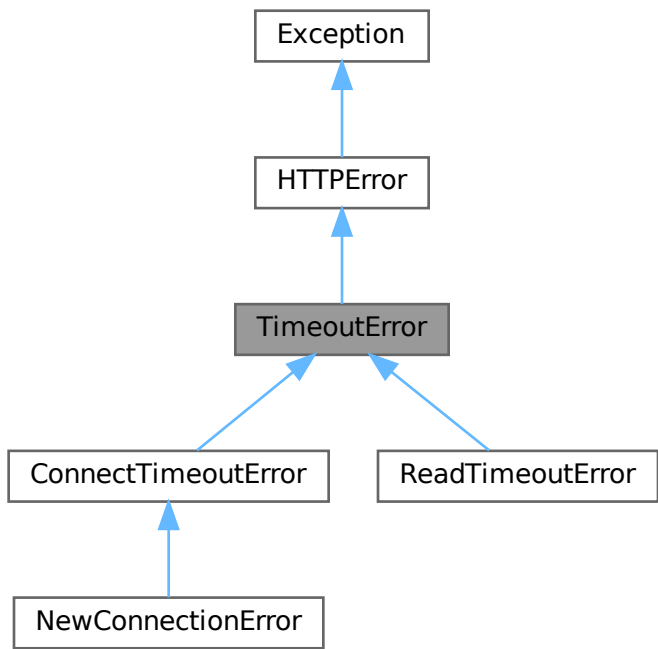 Exception
HTTPError
TimeoutError
ConnectTimeoutError
ReadTimeoutError
NewConnectionError